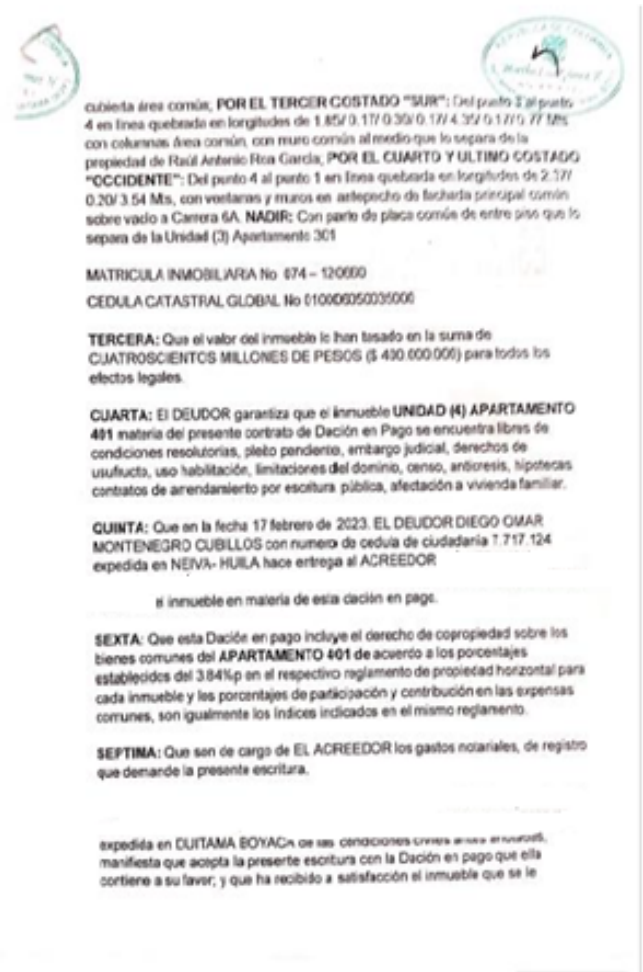 REPUBLICA DE COLOMBIA
cubierta área común; POR EL TERCER COSTADO "SUR": Del punto 3 al punto
4 en línea quebrada en longitudes de 1.85/ 0.17/ 0.30/ 0.17/ 4.35/ 0.17/0.77 Mts,
con columnas área común, con muro común al medio que lo separa de la
propiedad de Raúl Antonio Roa García; POR EL CUARTO Y ULTIMO COSTADO
"OCCIDENTE": Del punto 4 al punto 1 en línea quebrada en longitudes de 2.17/
0.20/ 3.54 Mts, con ventanas y muros en antepecho de fachada principal común
sobre vacío a Carrera 6A. NADIR: Con parte de placa común de entre piso que lo
separa de la Unidad (3) Apartamento 301
MATRICULA INMOBILIARIA No 074 –
CEDULA CATASTRAL GLOBAL No
TERCERA: Que el valor del inmueble lo han tasado en la suma de
CUATROSCIENTOS MILLONES DE PESOS ($ 400.000.000) para todos los
efectos legales.
CUARTA: El DEUDOR garantiza que el inmueble UNIDAD (4) APARTAMENTO
401 materia del presente contrato de Dación en Pago se encuentra libres de
condiciones resolutorias, pleito pendiente, embargo judicial, derechos de
usufructo, uso habilitación, limitaciones del dominio, censo, anticresis, hipotecas
contratos de arrendamiento por escritura pública, afectación a vivienda familiar.
QUINTA: Que en la fecha 17 febrero de 2023. EL DEUDOR DIEGO OMAR
MONTENEGRO CUBILLOS con numero de cedula de ciudadanía 7.717.124
expedida en NEIVA- HUILA hace entrega al ACREEDOR
el inmueble en materia de esta dación en pago.
SEXTA: Que esta Dación en pago incluye el derecho de copropiedad sobre los
bienes comunes del APARTAMENTO 401 de acuerdo a los porcentajes
establecidos del 3.84%p en el respectivo reglamento de propiedad horizontal para
cada inmueble y los porcentajes de participación y contribución en las expensas
comunes, son igualmente los índices indicados en el mismo reglamento.
SEPTINA: Que son de cargo de EL ACREEDOR los gastos notariales, de registro
que demande la presente escritura.
expedida en DUITAMA BOYACA de las condiciones civiles antes
manifiesta que acepta la presente escritura con la Dación en pago que ella
contiene a su favor; y que ha recibido a satisfacción el inmueble que se le